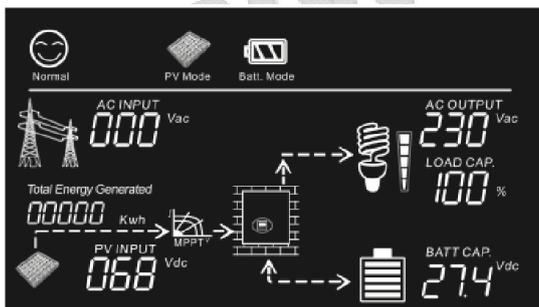 Normal
PV Mode
Batt. Mode
AC INPUT
000 Vac
AC OUTPUT
230 Vac
LOAD CAP.
100 %
Total Energy Generated
00000 Kwh
MPPT
PV INPUT
068 Vdc
BATT CAP.
27.4 Vdc